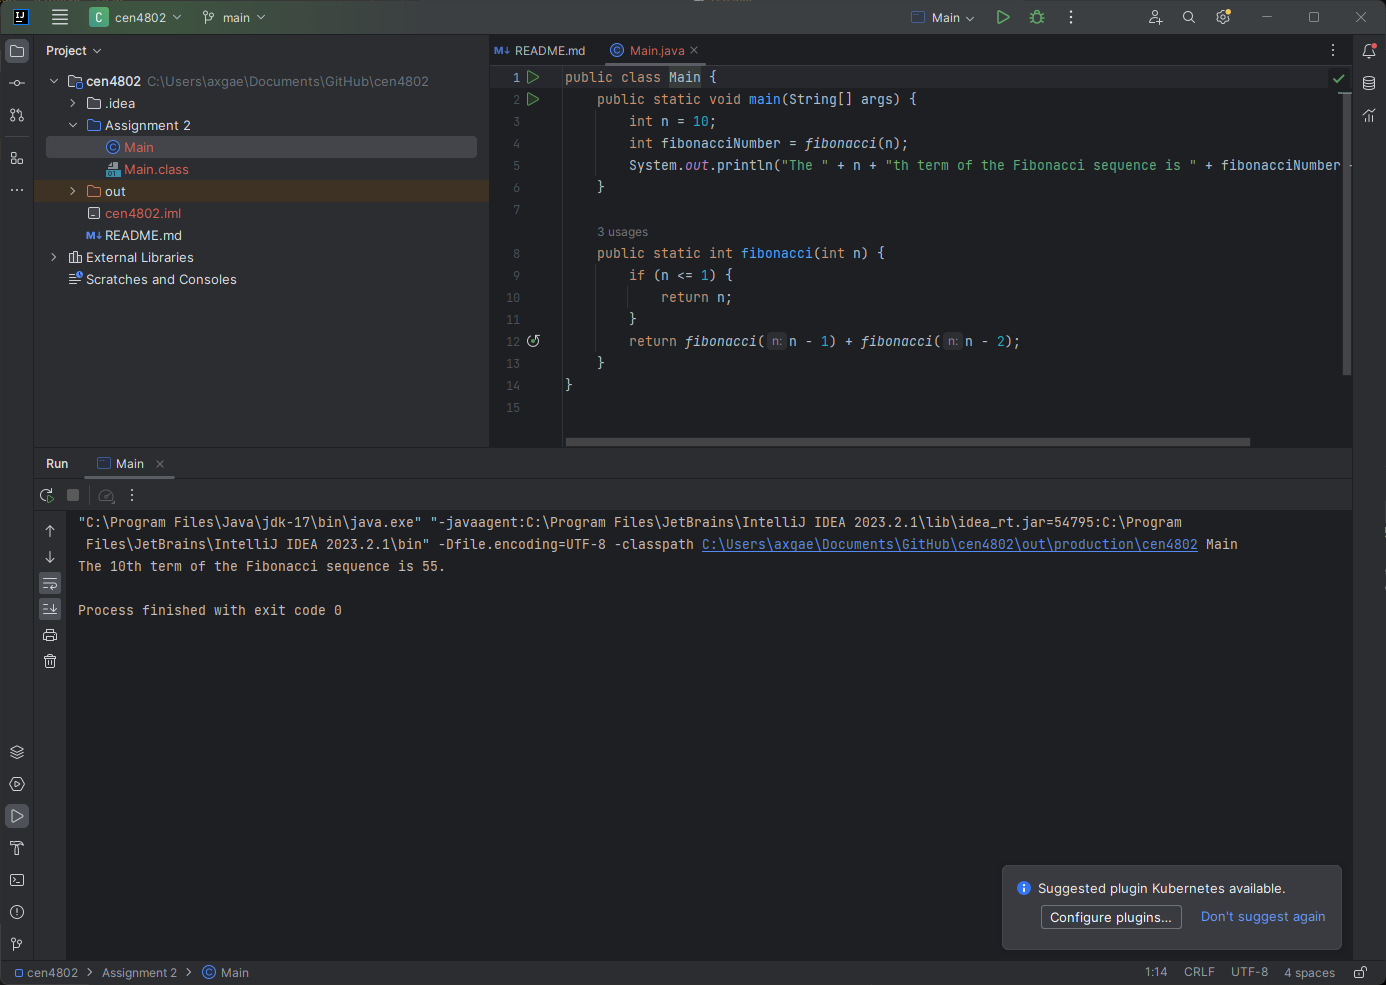 IJ C cen4802 main Main
Project
README.md
Main.java
cen4802 C:\Users\axgae\Documents\GitHub\cen4802
.idea
Assignment 2
Main
Main.class
out
cen4802.iml
README.md
External Libraries
Scratches and Consoles
1 public class Main {
2 public static void main(String[] args) {
3 int n = 10;
4 int fibonacciNumber = fibonacci(n);
5 System.out.println("The " + n + "th term of the Fibonacci sequence is " + fibonacciNumber
6 }
7
3 usages
8 public static int fibonacci(int n) {
9 if (n <= 1) {
10 return n;
11 }
12 return fibonacci( n: n - 1) + fibonacci( n: n - 2);
13 }
14 }
15
Run Main
"C:\Program Files\Java\jdk-17\bin\java.exe" "-javaagent:C:\Program Files\JetBrains\IntelliJ IDEA 2023.2.1\lib\idea_rt.jar=54795:C:\Program
Files\JetBrains\IntelliJ IDEA 2023.2.1\bin" -Dfile.encoding=UTF-8 -classpath C:\Users\axgae\Documents\GitHub\cen4802\out\production\cen4802 Main
The 10th term of the Fibonacci sequence is 55.
Process finished with exit code 0
Suggested plugin Kubernetes available.
Configure plugins... Don't suggest again
cen4802 > Assignment 2 > Main 1:14 CRLF UTF-8 4 spaces